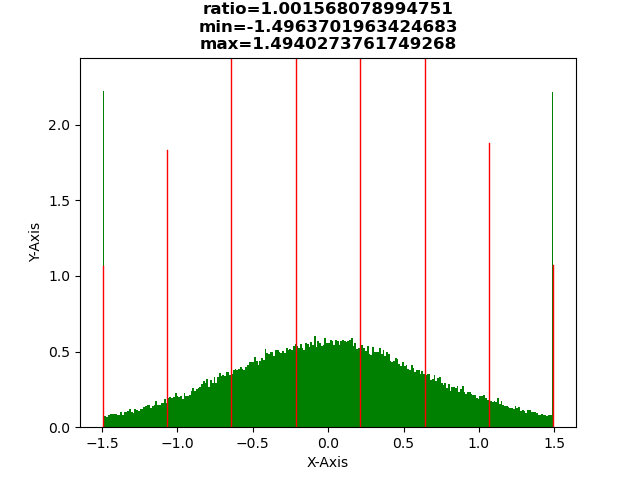 ratio=1.001568078994751
min=-1.4963701963424683
max=1.4940273761749268
2.0
1.5
1.0
0.5
0.0
Y-Axis
−1.5 −1.0 −0.5 0.0 0.5 1.0 1.5
X-Axis